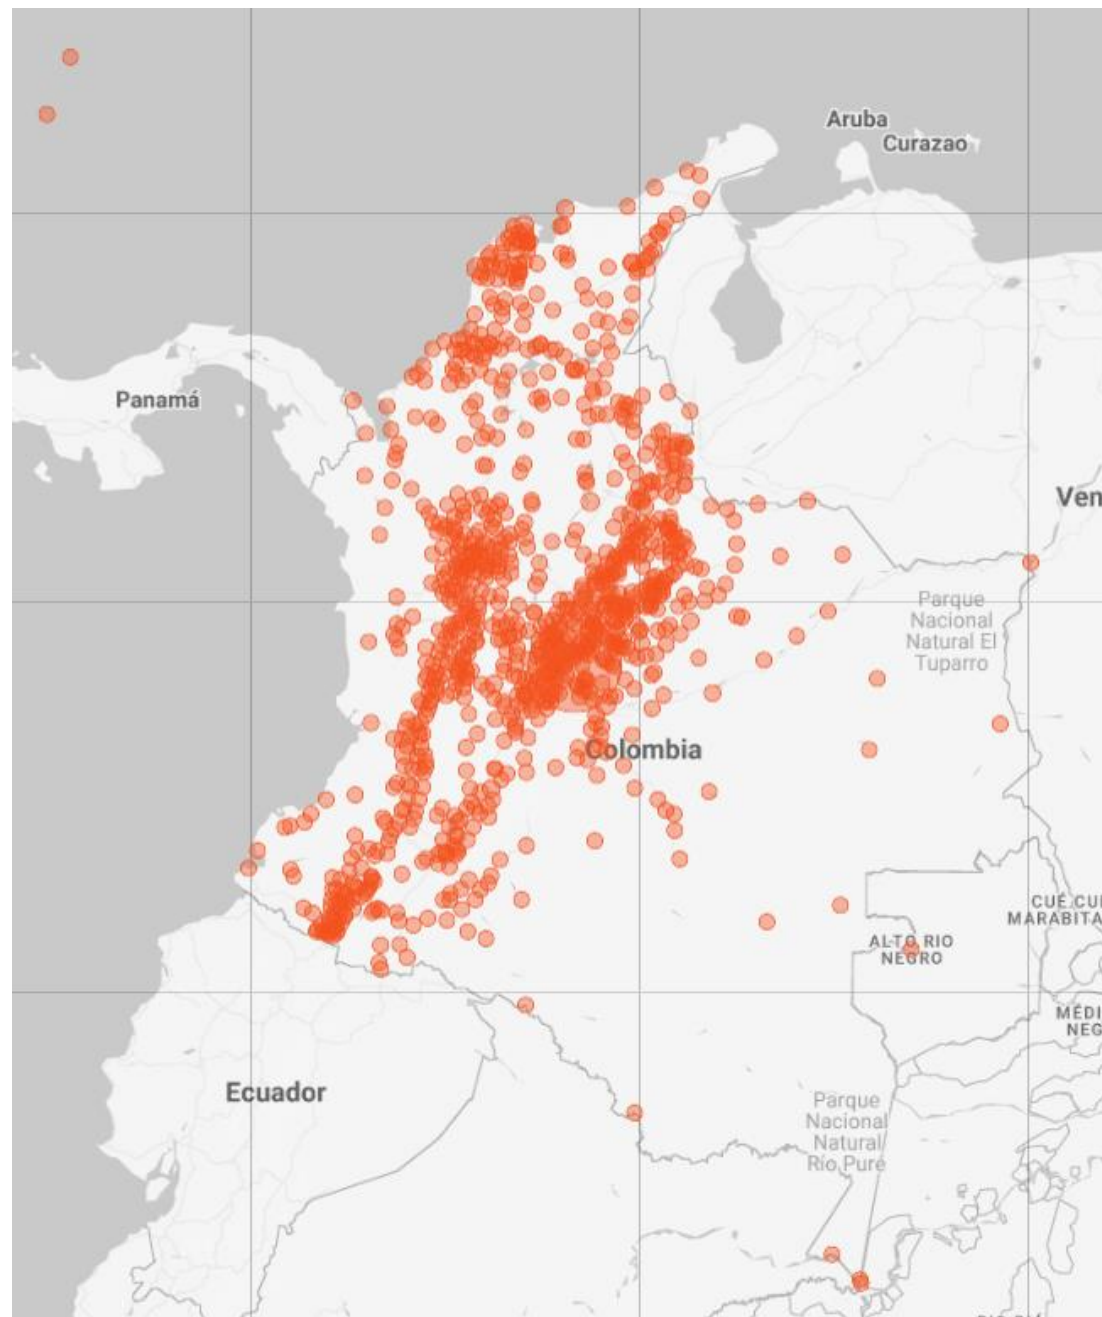 Aruba
Curazao
Panamá
Ven
Parque
Nacional
Natural El
Tuparro
Colombia
CUÉ CUE
MARABITA
ALTO RIO
NEGRO
MÉDI
NEG
Ecuador
Parque
Nacional
Natural
Río Puré